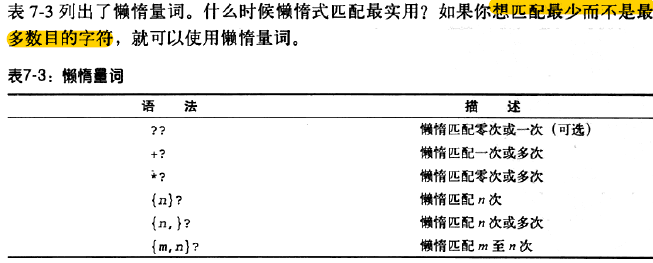 表 7-3 列出了懒惰量词。什么时候懒惰式匹配最实用？如果你想匹配最少而不是最
多数目的字符，就可以使用懒惰量词。
表7-3：懒惰量词
语 法 描 述
?? 懒惰匹配零次或一次（可选）
+? 懒惰匹配一次或多次
*? 懒惰匹配零次或多次
{n}? 懒惰匹配 n 次
{n,}? 懒惰匹配 n 次或多次
{m,n}? 懒惰匹配 m 至 n 次